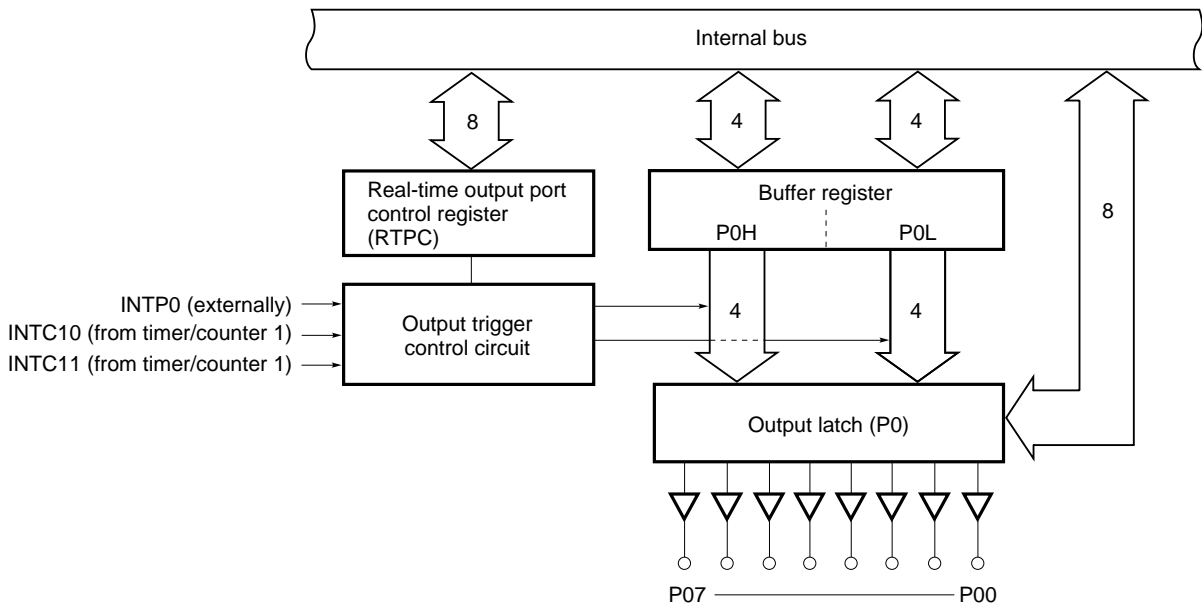 Internal bus
8
4
4
Real-time output port
control register
(RTPC)
Buffer register
P0H
P0L
8
INTP0 (externally)
INTC10 (from timer/counter 1)
INTC11 (from timer/counter 1)
Output trigger
control circuit
4
4
Output latch (P0)
P07
P00